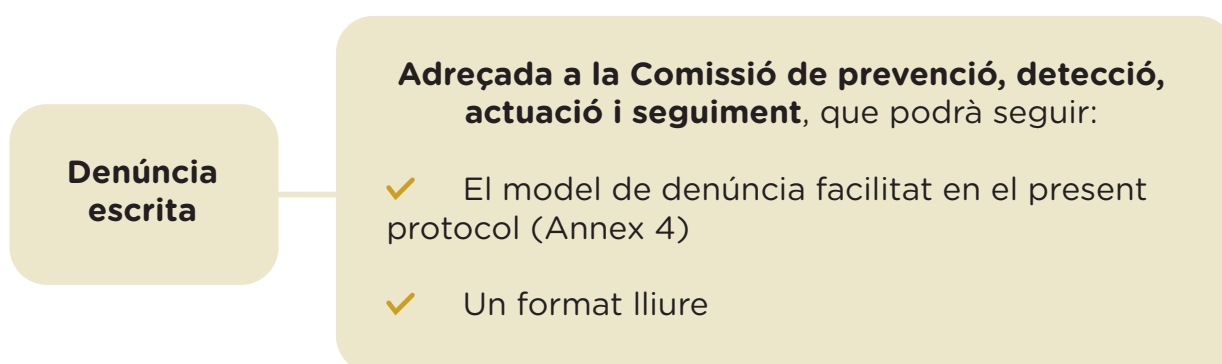 Denúncia
escrita
Adreçada a la Comissió de prevenció, detecció,
actuació i seguiment, que podrà seguir:
✓ El model de denúncia facilitat en el present
protocol (Annex 4)
✓ Un format lliure